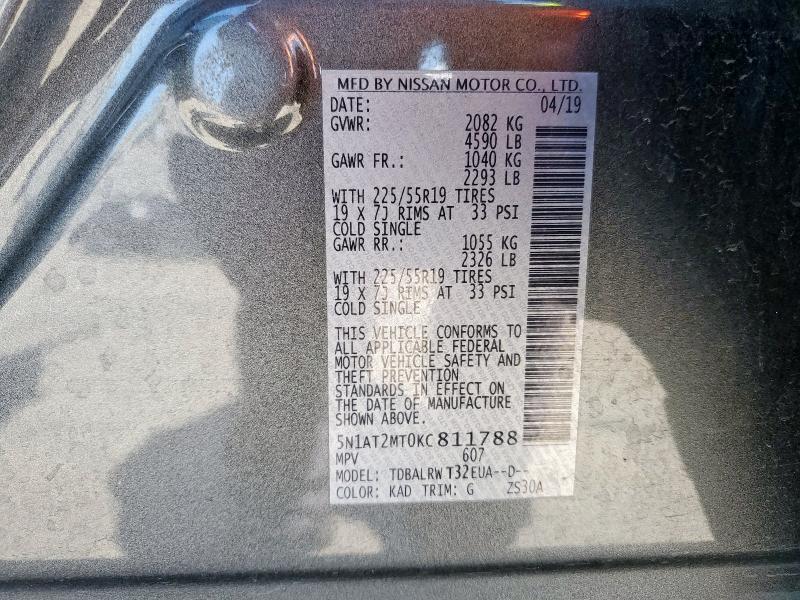 MFD BY NISSAN MOTOR CO., LTD.
DATE: 04/19
GVWR: 2082 KG
4590 LB
GAWR FR.: 1040 KG
2293 LB
WITH 225/55R19 TIRES
19 X 7J RIMS AT 33 PSI
COLD SINGLE
GAWR RR.: 1055 KG
2326 LB
WITH 225/55R19 TIRES
19 X 7J RIMS AT 33 PSI
COLD SINGLE
THIS VEHICLE CONFORMS TO
ALL APPLICABLE FEDERAL
MOTOR VEHICLE SAFETY AND
THEFT PREVENTION
STANDARDS IN EFFECT ON
THE DATE OF MANUFACTURE
SHOWN ABOVE.
5N1AT2MT0KC811788
MPV 607
MODEL: TDBALRW T32EUA--D--
COLOR: KAD TRIM: G ZS30A